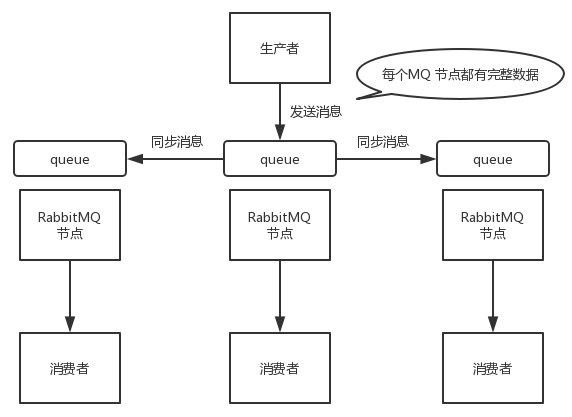 生产者
每个MQ 节点都有完整数据
发送消息
同步消息
同步消息
queue
queue
queue
RabbitMQ
节点
RabbitMQ
节点
RabbitMQ
节点
消费者
消费者
消费者